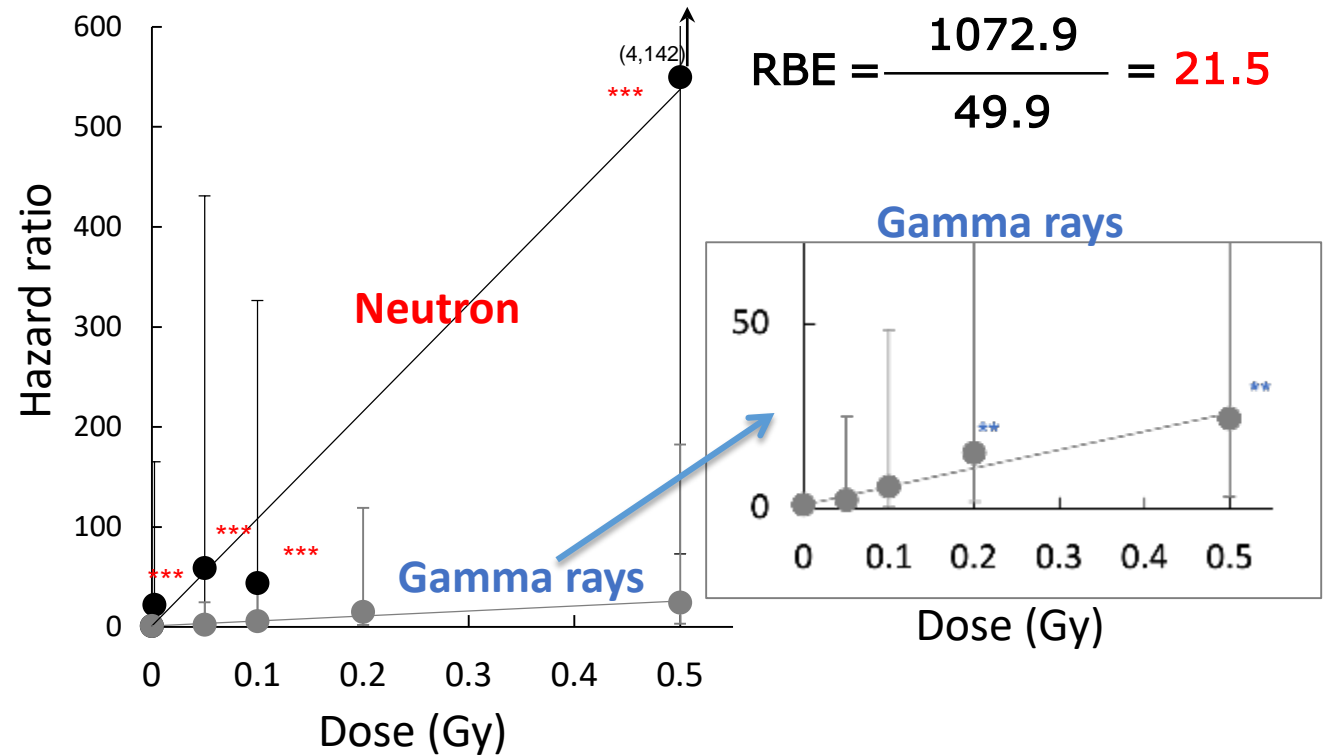 600
500
400
300
200
100
0
Hazard ratio
0 0.1 0.2 0.3 0.4 0.5
Dose (Gy)
(4,142)
***
***
***
***
Neutron
Gamma rays
RBE = 1072.9 / 49.9 = 21.5
Gamma rays
50
0
**
**
0 0.1 0.2 0.3 0.4 0.5
Dose (Gy)